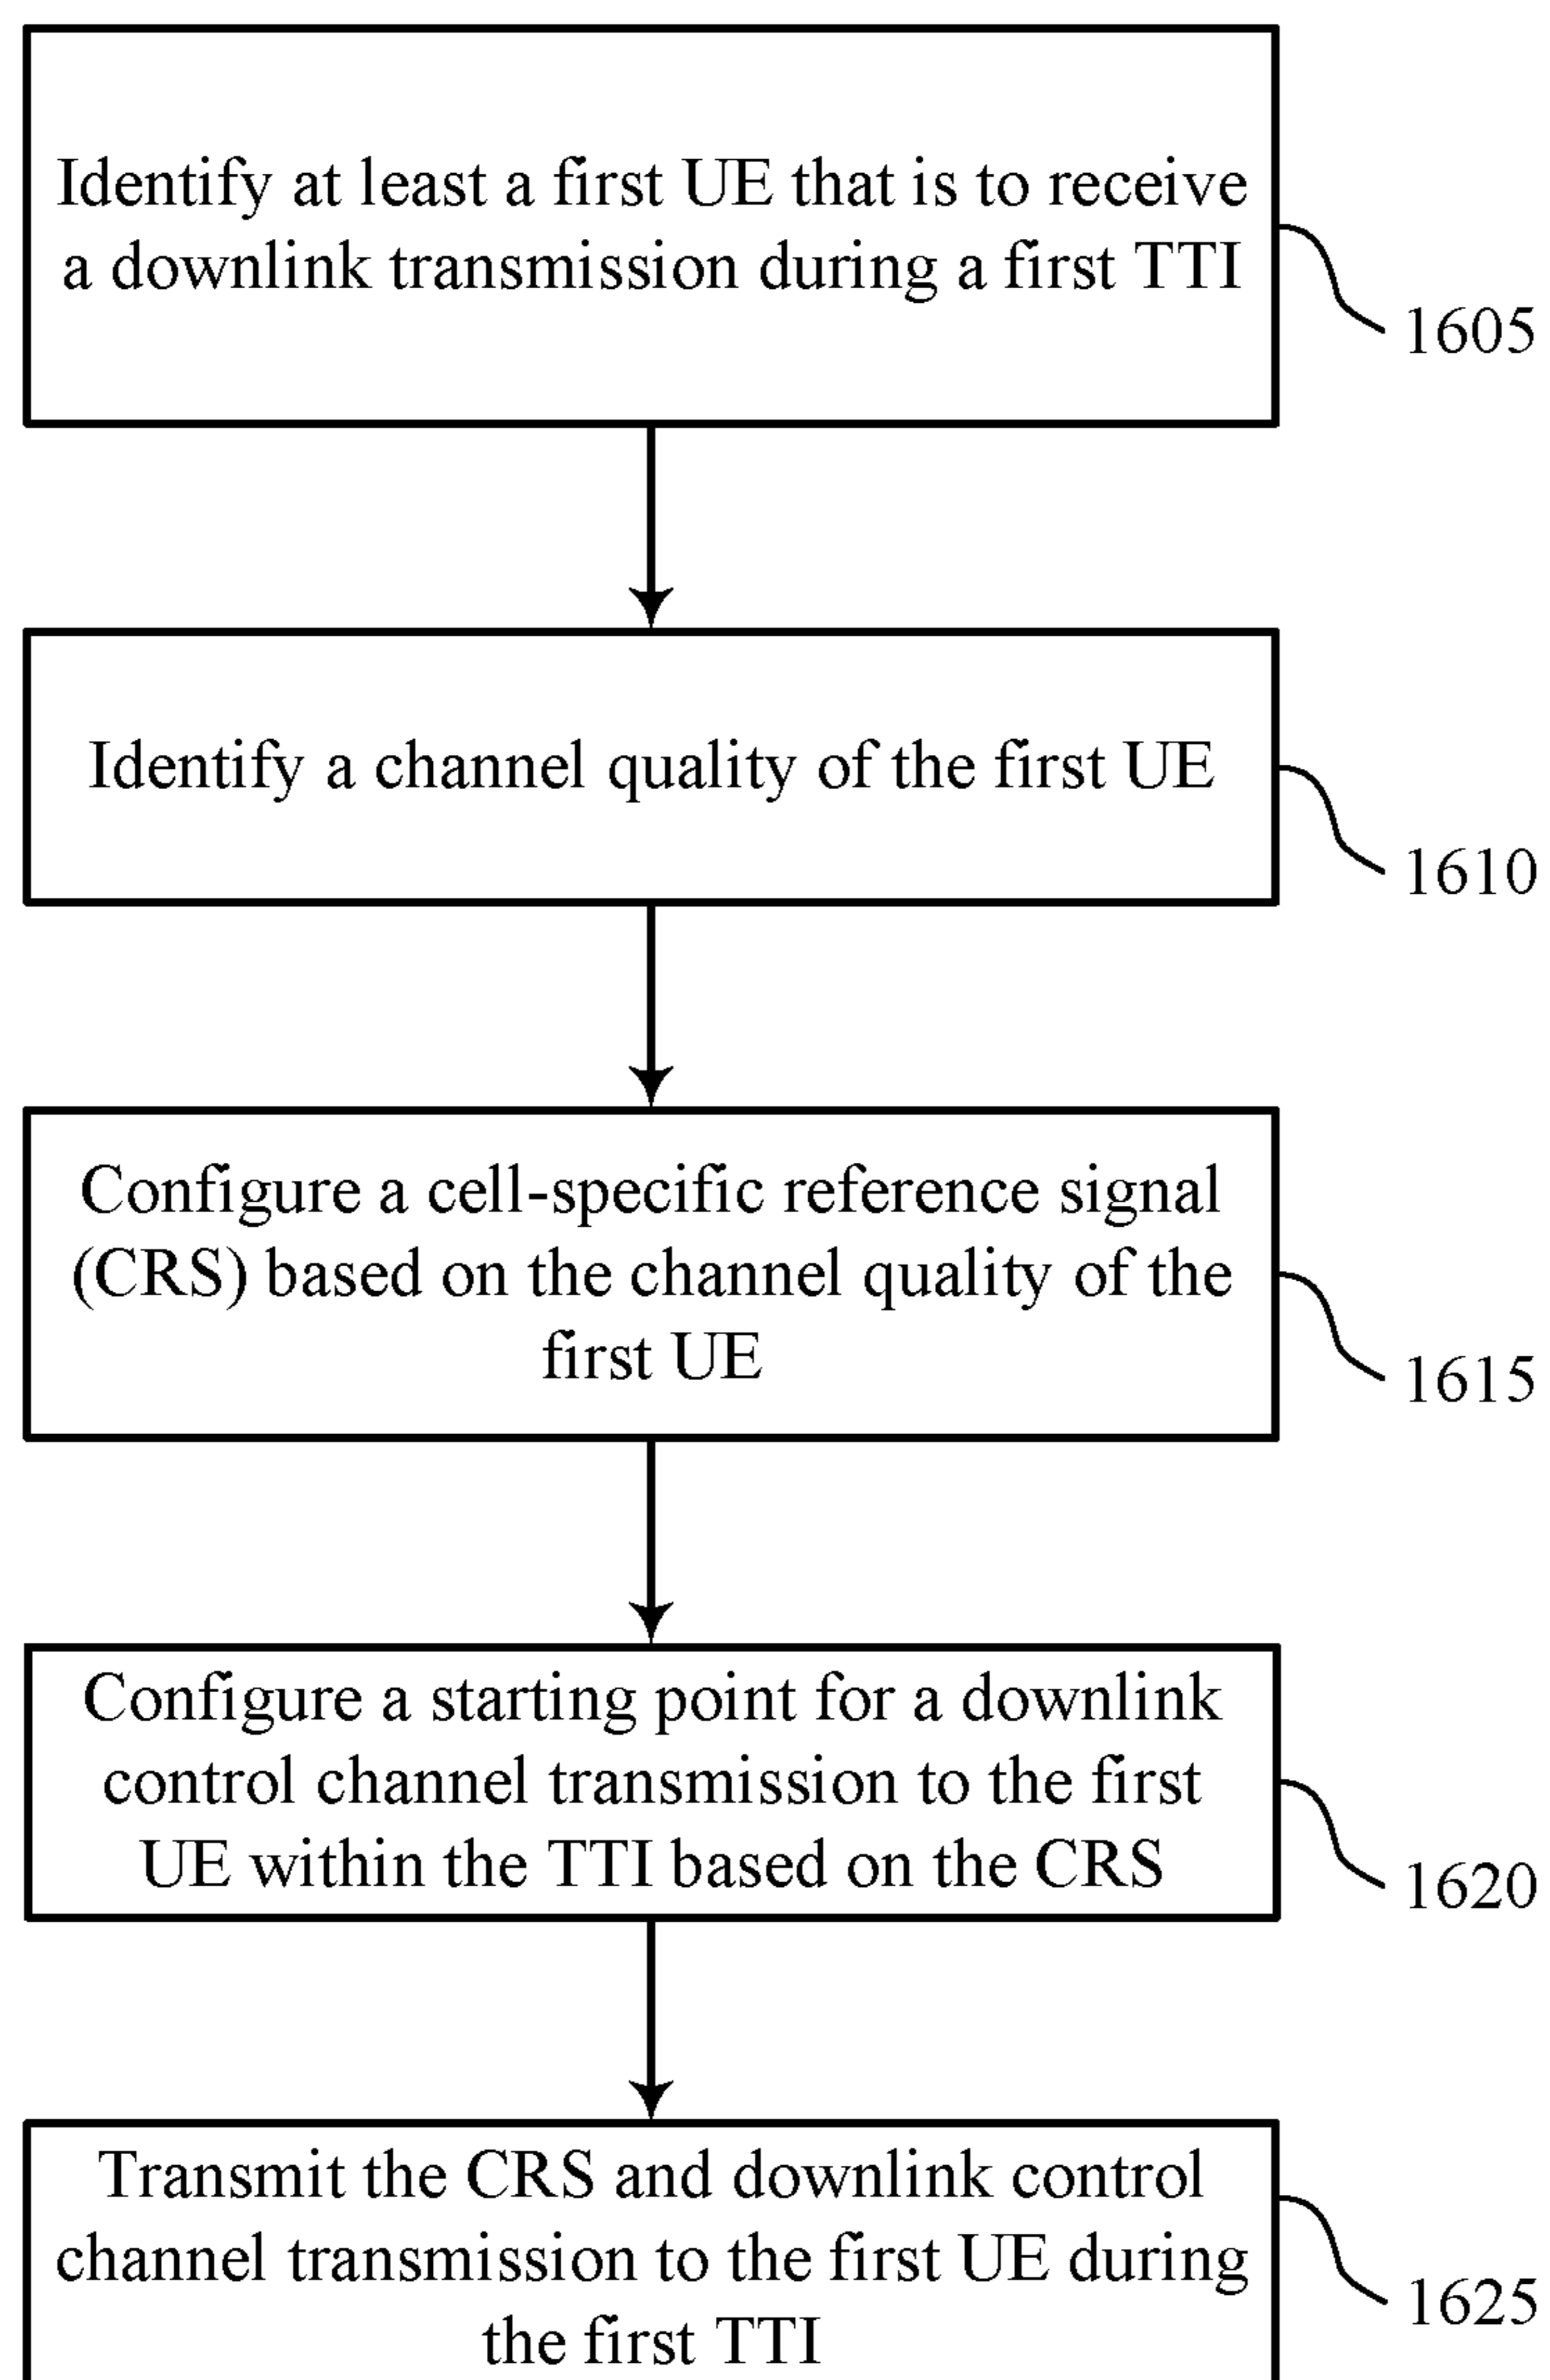 Identify at least a first UE that is to receive
a downlink transmission during a first TTI
1605
Identify a channel quality of the first UE
1610
Configure a cell-specific reference signal
(CRS) based on the channel quality of the
first UE
1615
Configure a starting point for a downlink
control channel transmission to the first
UE within the TTI based on the CRS
1620
Transmit the CRS and downlink control
channel transmission to the first UE during
the first TTI
1625